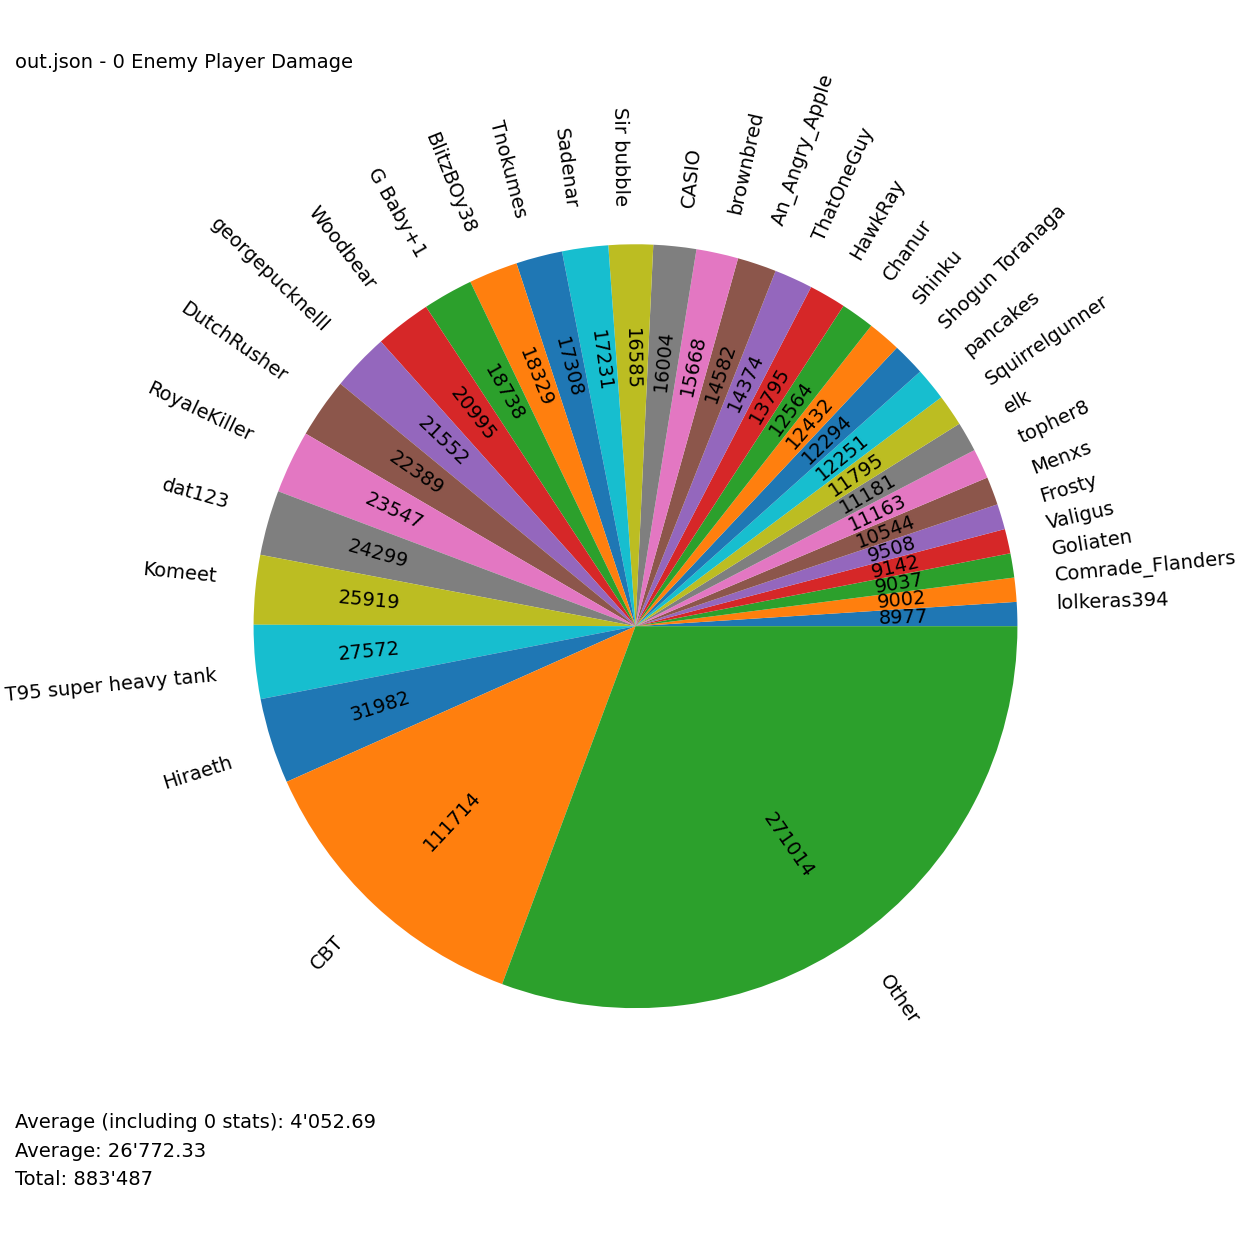 out.json - 0 Enemy Player Damage
lolkeras394
8977
Comrade_Flanders
9002
Goliaten
9037
Valigus
9142
Frosty
9508
Menxs
10544
topher8
11163
elk
11181
Squirrelgunner
11795
pancakes
12251
Shogun Toranaga
12294
Shinku
12432
Chanur
12564
HawkRay
13795
ThatOneGuy
14374
An_Angry_Apple
14582
brownbred
15668
CASIO
16004
Sir bubble
16585
Sadenar
17231
Tnokumes
17308
BlitzBOy38
18329
G Baby+1
18738
Woodbear
20995
georgepucknelll
21552
DutchRusher
22389
RoyaleKiller
23547
dat123
24299
Komeet
25919
T95 super heavy tank
27572
Hiraeth
31982
CBT
111714
Other
271014
Average (including 0 stats): 4'052.69
Average: 26'772.33
Total: 883'487